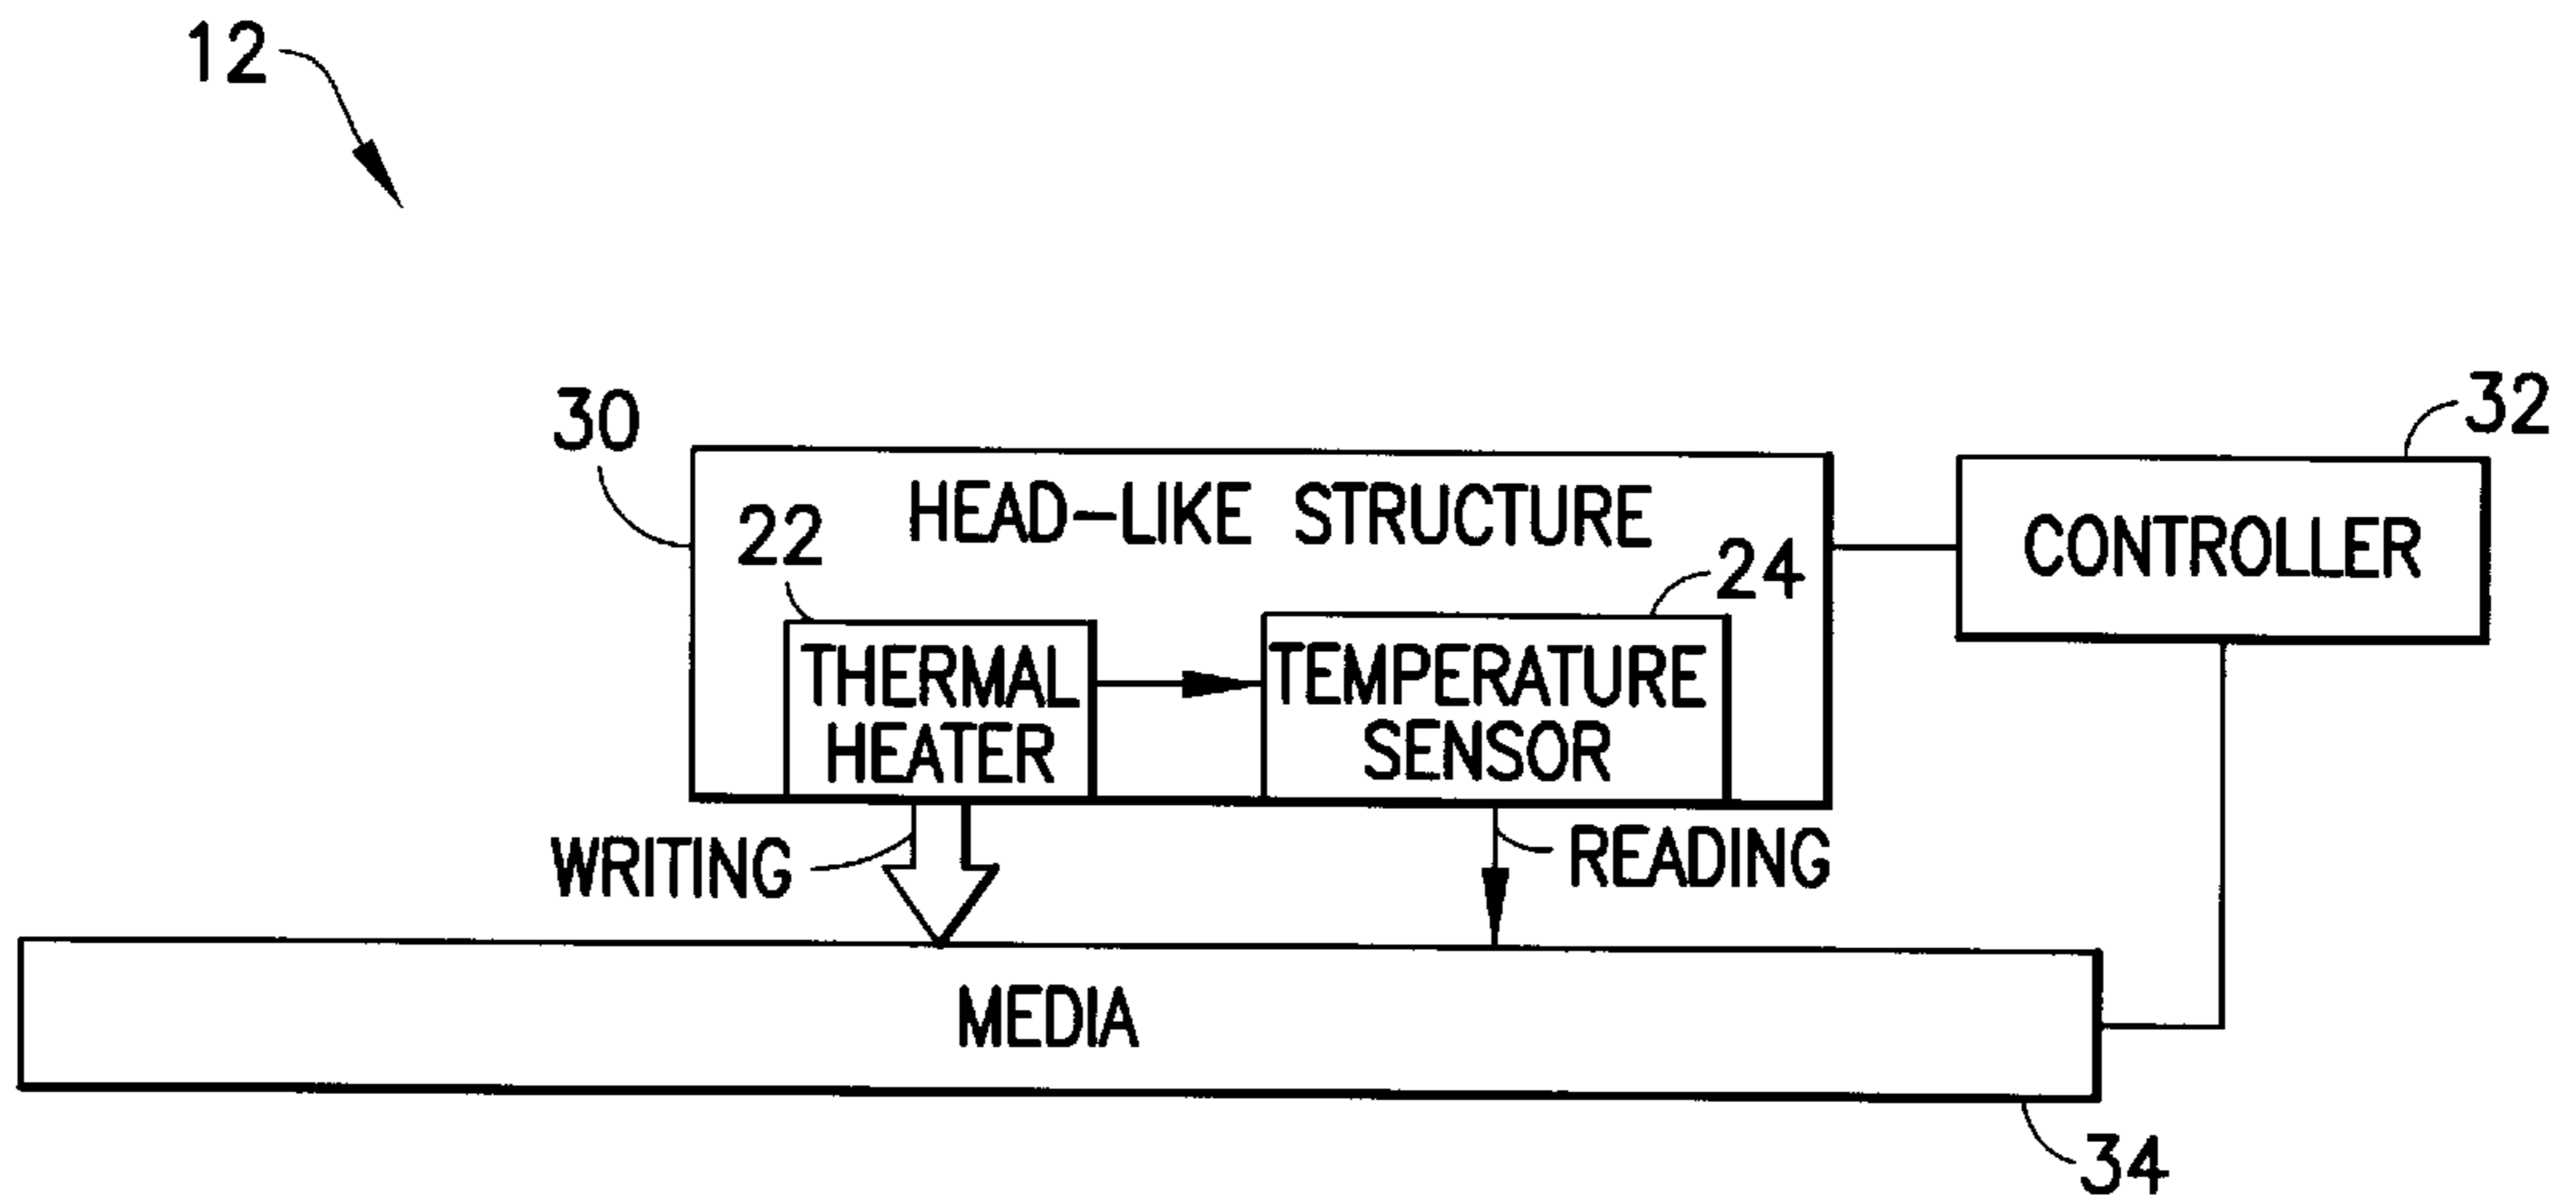 12
30
32
HEAD-LIKE STRUCTURE
22
24
CONTROLLER
THERMAL
HEATER
TEMPERATURE
SENSOR
WRITING
READING
MEDIA
34